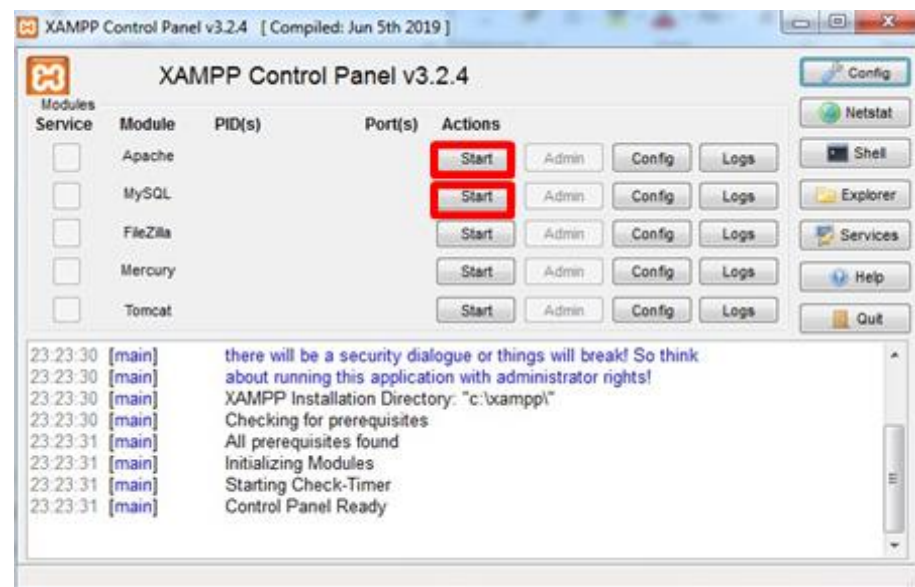 XAMPP Control Panel v3.2.4 [ Compiled: Jun 5th 2019 ]
XAMPP Control Panel v3.2.4
Config
Modules
Service Module PID(s) Port(s) Actions
Netstat
Apache Start Admin Config Logs
Shell
MySQL Start Admin Config Logs
Explorer
FileZilla Start Admin Config Logs
Services
Mercury Start Admin Config Logs
Help
Tomcat Start Admin Config Logs
Quit
23:23:30 [main] there will be a security dialogue or things will break! So think
23:23:30 [main] about running this application with administrator rights!
23:23:30 [main] XAMPP Installation Directory: "c:\xampp\"
23:23:30 [main] Checking for prerequisites
23:23:31 [main] All prerequisites found
23:23:31 [main] Initializing Modules
23:23:31 [main] Starting Check-Timer
23:23:31 [main] Control Panel Ready